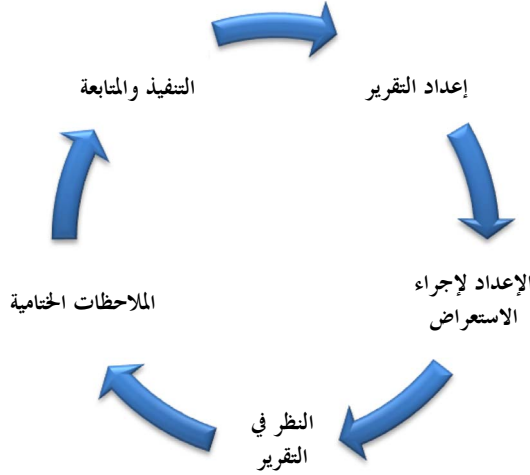 إعداد التقرير
التنفيذ والمتابعة
الإعداد لإجراء
الاستعراض
الملاحظات الختامية
النظر في
التقرير